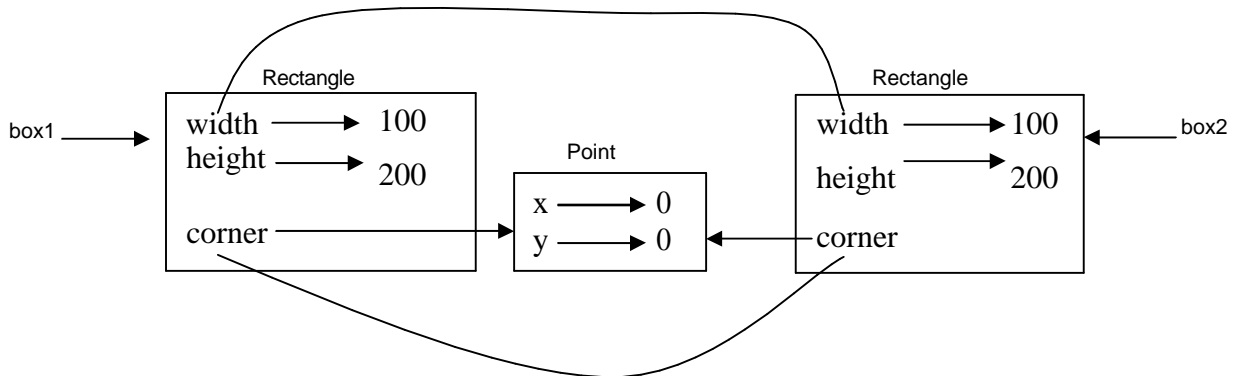 Rectangle
Rectangle
box1
width 100
height
200
corner
Point
x 0
y 0
width 100
height 200
corner
box2